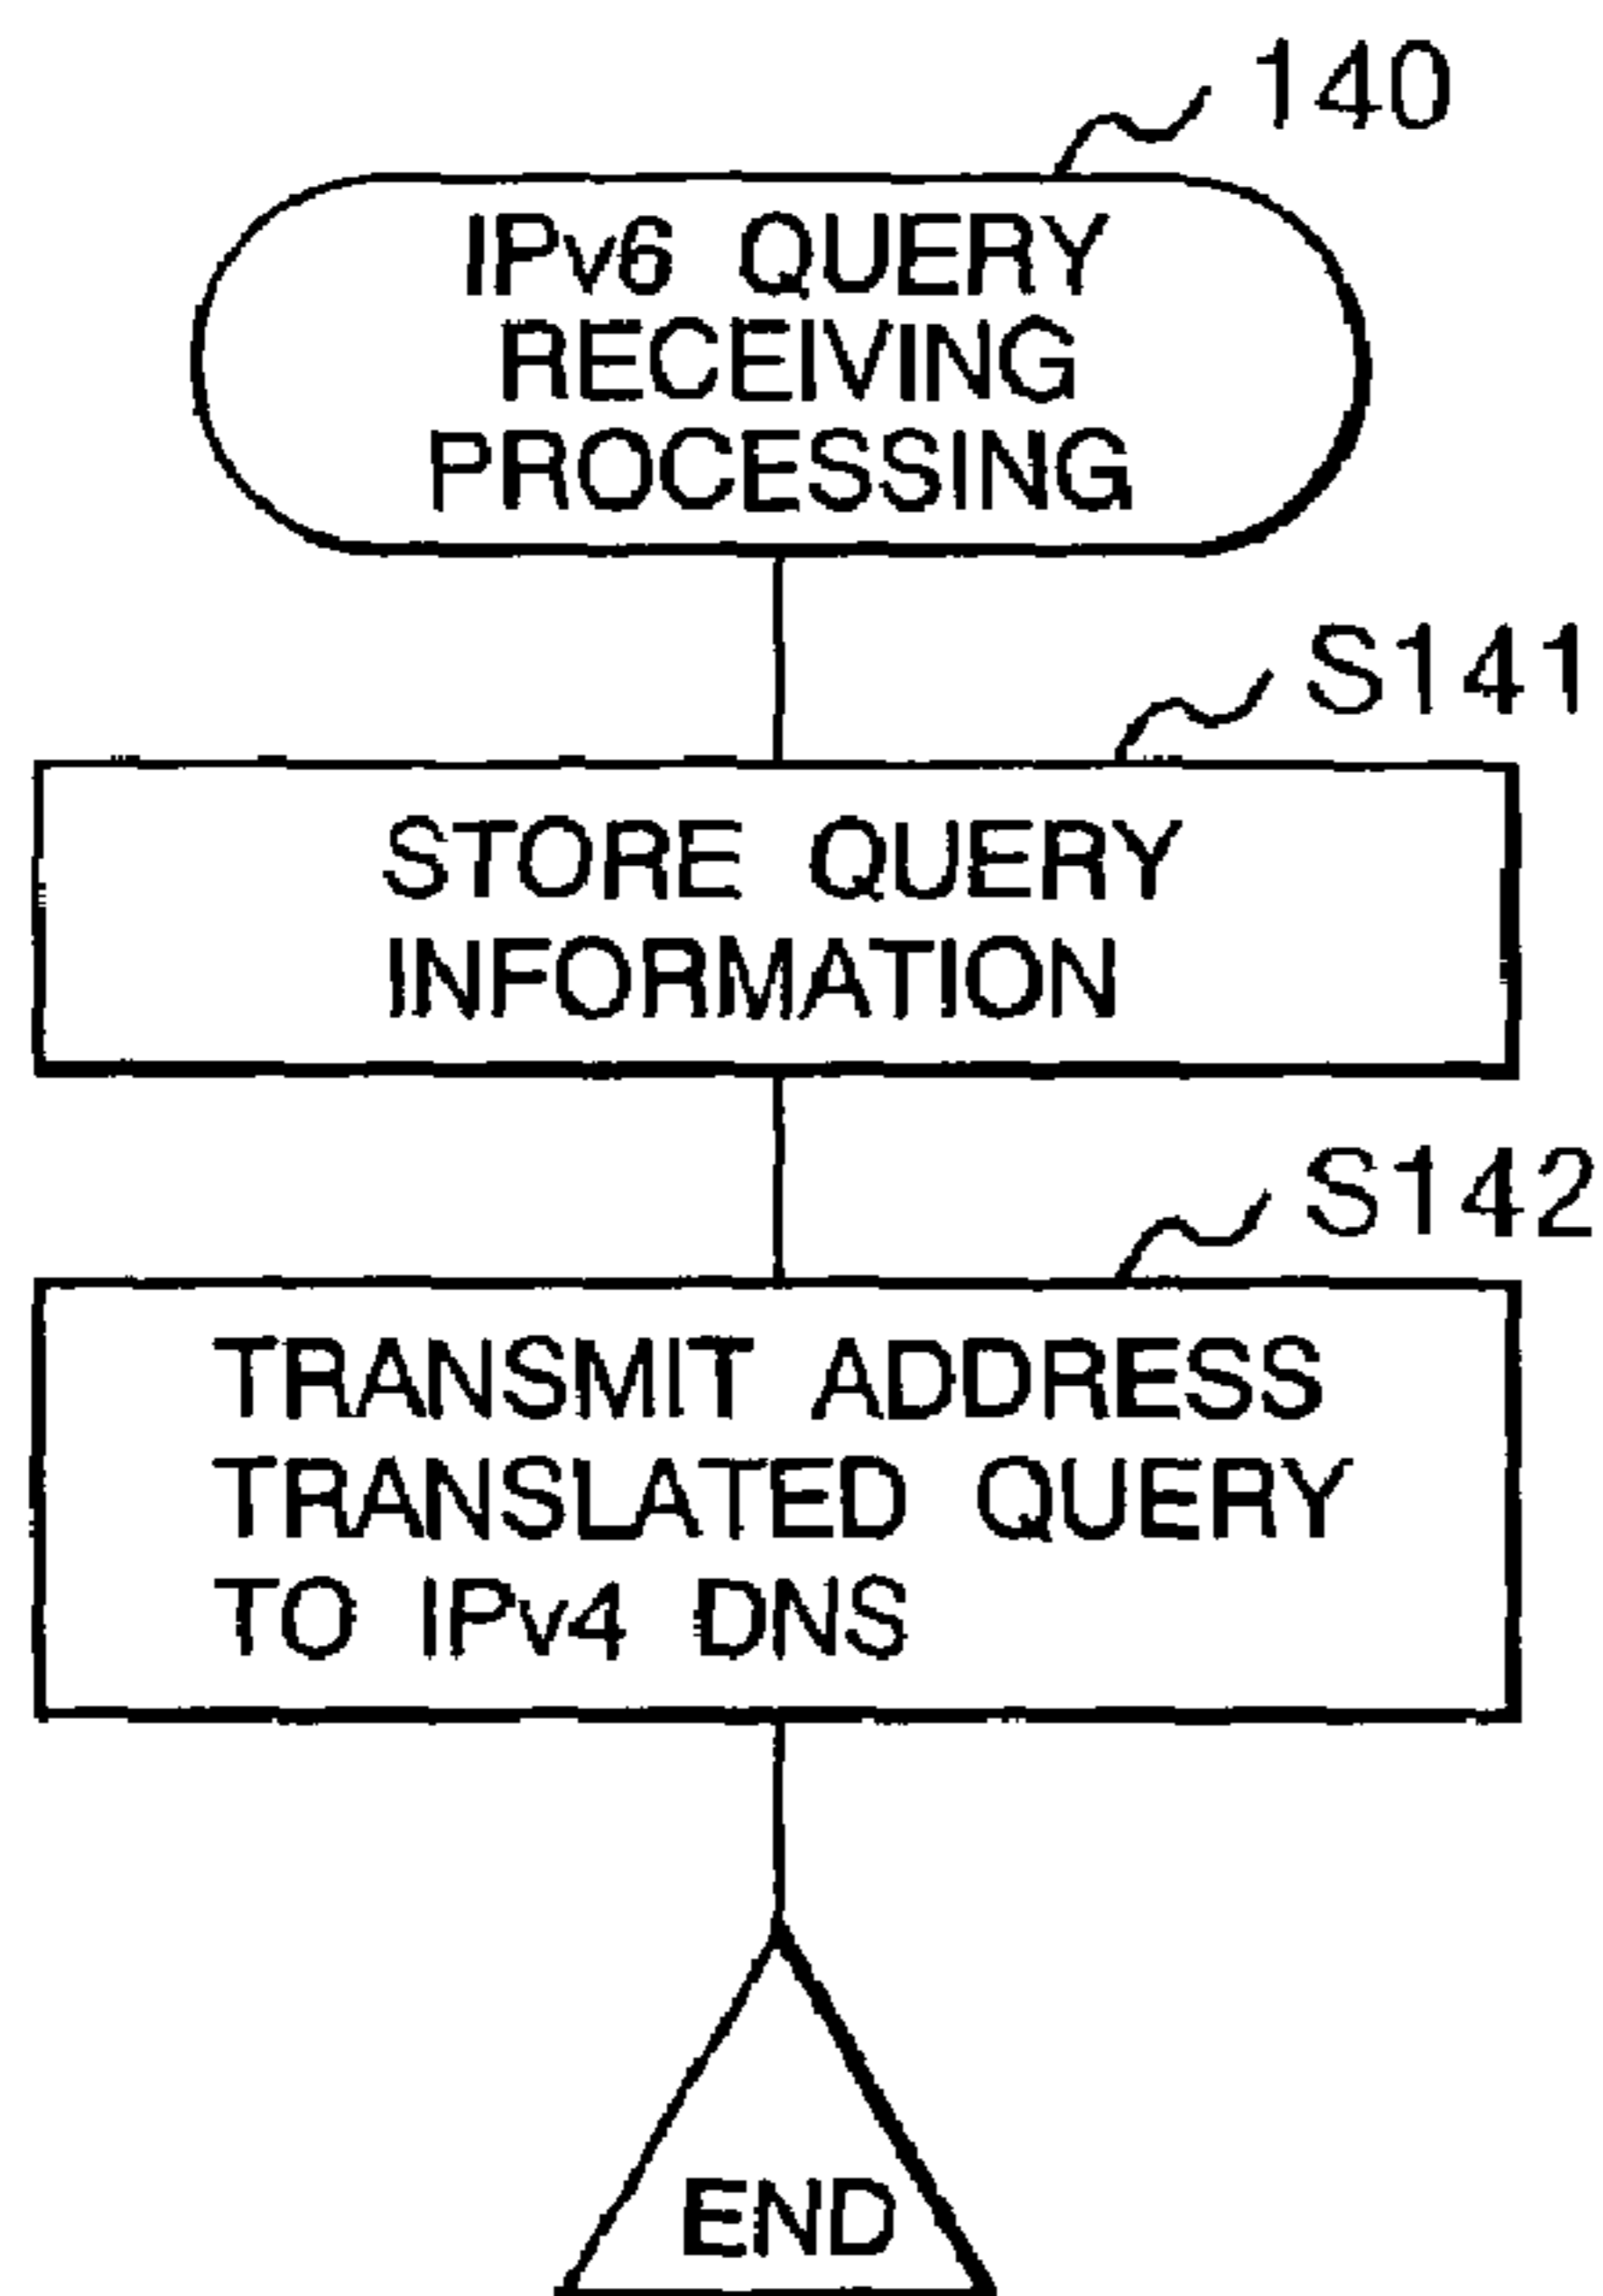 140
IPv6 QUERY
RECEIVING
PROCESSING
S141
STORE QUERY
INFORMATION
S142
TRANSMIT ADDRESS
TRANSLATED QUERY
TO IPv4 DNS
END